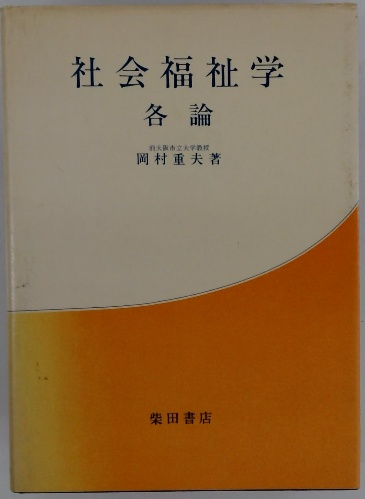 社会福祉学
各論
前大阪市立大学教授
岡村重夫著
柴田書店